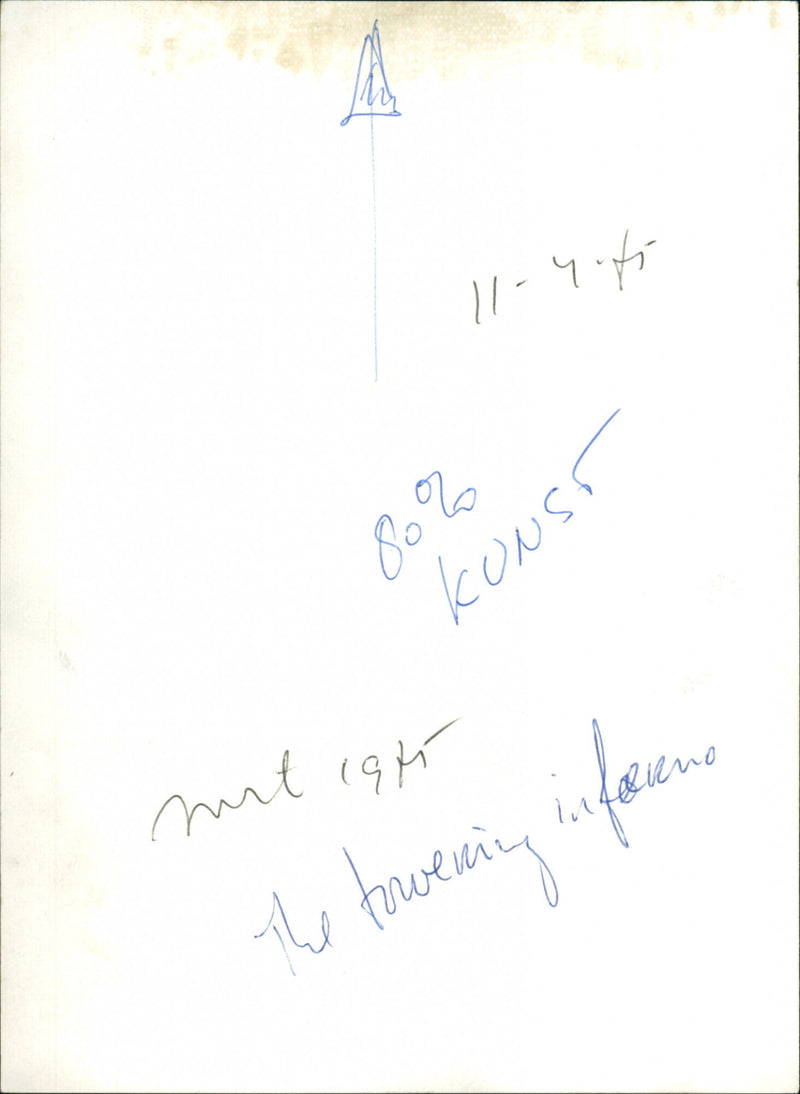 11-4-75
80%
KUNST
mrt 1975
The towering inferno